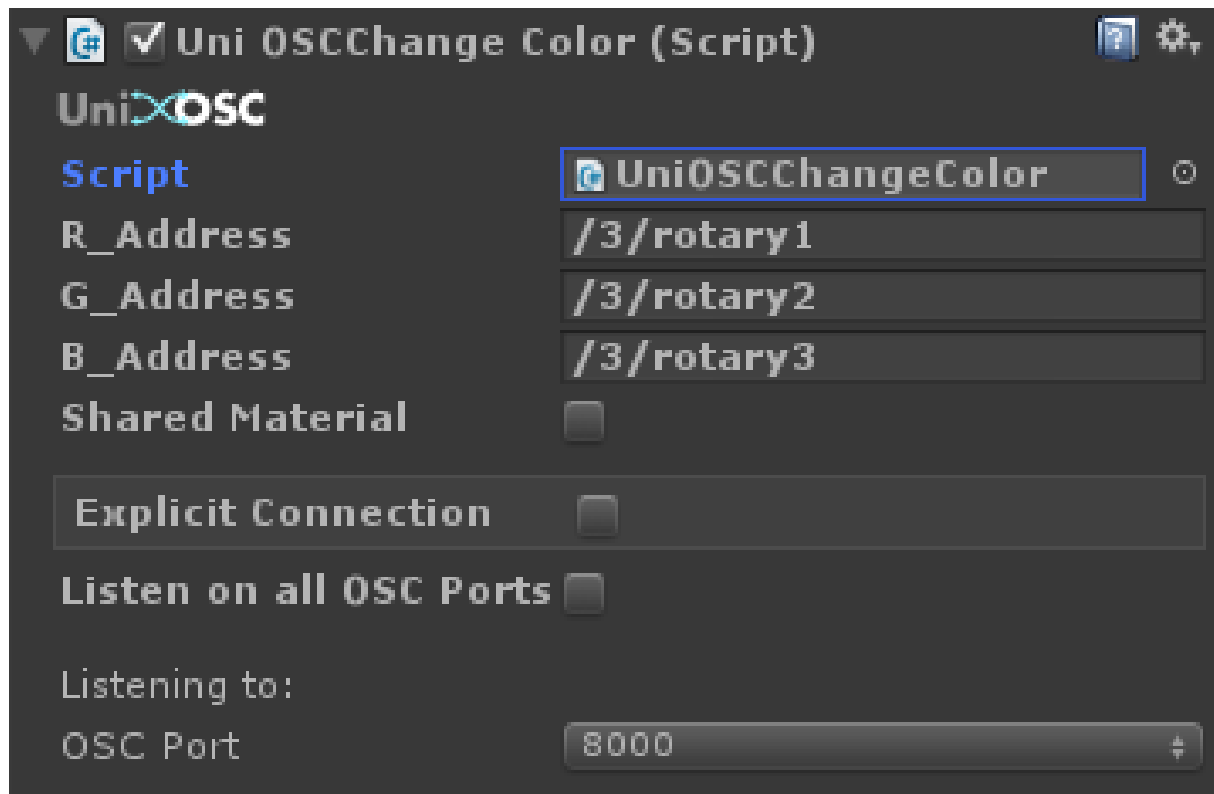 Uni OSCChange Color (Script)
UniOSC
Script UniOSCChangeColor
R_Address /3/rotary1
G_Address /3/rotary2
B_Address /3/rotary3
Shared Material
Explicit Connection
Listen on all OSC Ports
Listening to:
OSC Port 8000